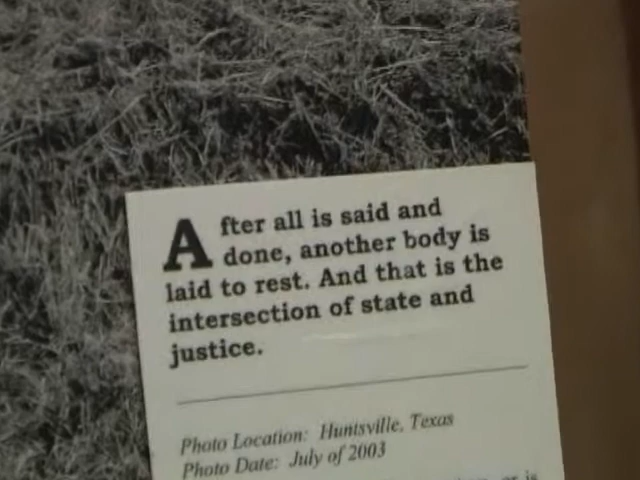 After all is said and
done, another body is
laid to rest. And that is the
intersection of state and
justice.
Photo Location: Huntsville, Texas
Photo Date: July of 2003